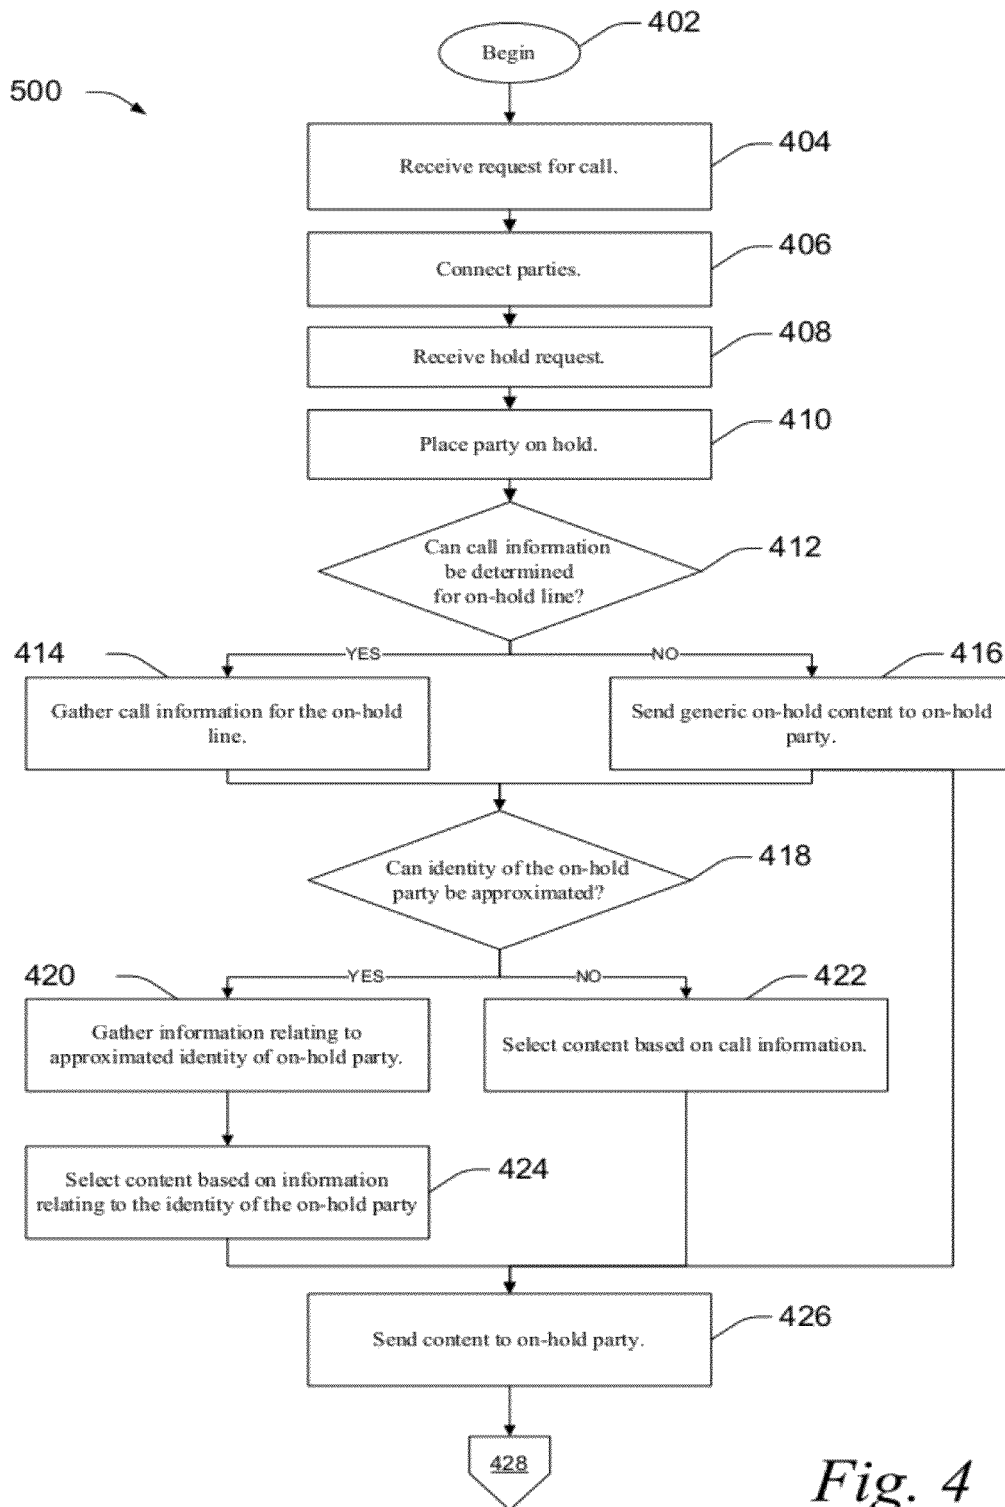 402
Begin
500
404
Receive request for call.
406
Connect parties.
408
Receive hold request.
410
Place party on hold.
412
Can call information
be determined
for on-hold line?
414
YES
NO
416
Gather call information for the on-hold
line.
Send generic on-hold content to on-hold
party.
418
Can identity of the on-hold
party be approximated?
420
YES
NO
422
Gather information relating to
approximated identity of on-hold party.
Select content based on call information.
424
Select content based on information
relating to the identity of the on-hold party
426
Send content to on-hold party.
428
Fig. 4